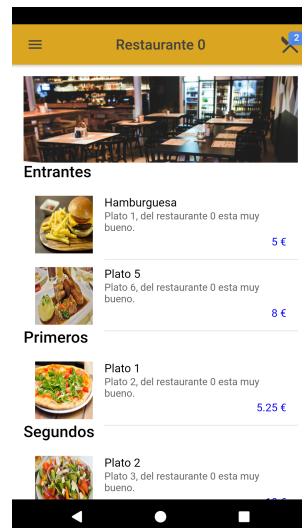 Restaurante 0
2
Entrantes
Hamburguesa
Plato 1, del restaurante 0 esta muy
bueno.
5 €
Plato 5
Plato 6, del restaurante 0 esta muy
bueno.
8 €
Primeros
Plato 1
Plato 2, del restaurante 0 esta muy
bueno.
5.25 €
Segundos
Plato 2
Plato 3, del restaurante 0 esta muy
bueno.